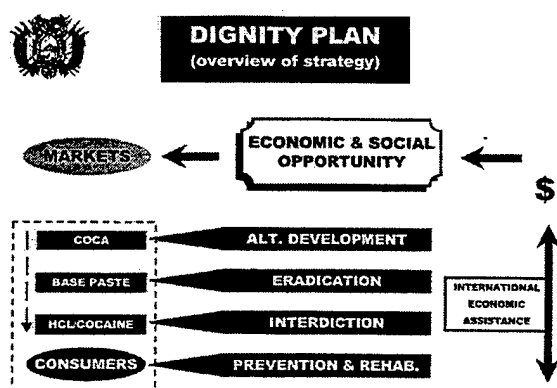 DIGNITY PLAN
(overview of strategy)
MARKETS
ECONOMIC & SOCIAL
OPPORTUNITY
$
COCA
ALT. DEVELOPMENT
BASE PASTE
ERADICATION
INTERNATIONAL
ECONOMIC
ASSISTANCE
HCL/COCAINE
INTERDICTION
CONSUMERS
PREVENTION & REHAB.